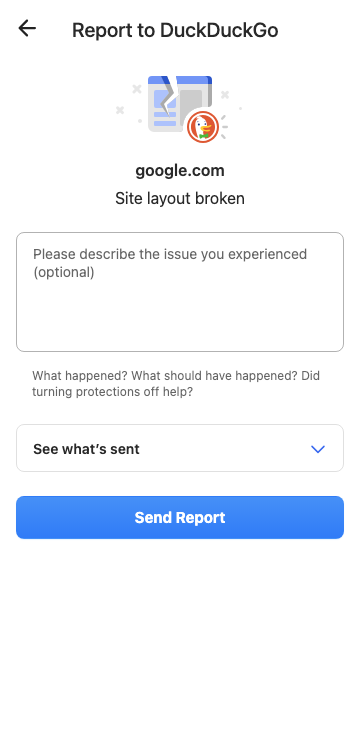 Report to DuckDuckGo
google.com
Site layout broken
Please describe the issue you experienced
(optional)
What happened? What should have happened? Did
turning protections off help?
See what’s sent
Send Report